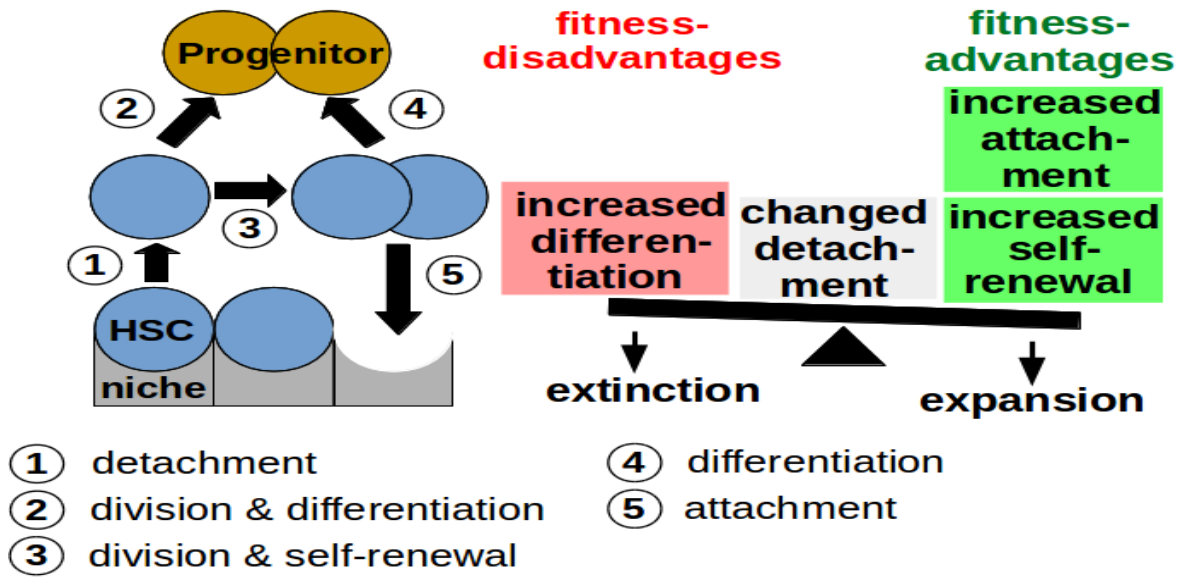 Progenitor
2
4
3
1
5
HSC
niche
fitness-
disadvantages
fitness-
advantages
increased
attach-
ment
increased
differen-
tiation
changed
detach-
ment
increased
self-
renewal
extinction
expansion
1 detachment
2 division & differentiation
3 division & self-renewal
4 differentiation
5 attachment